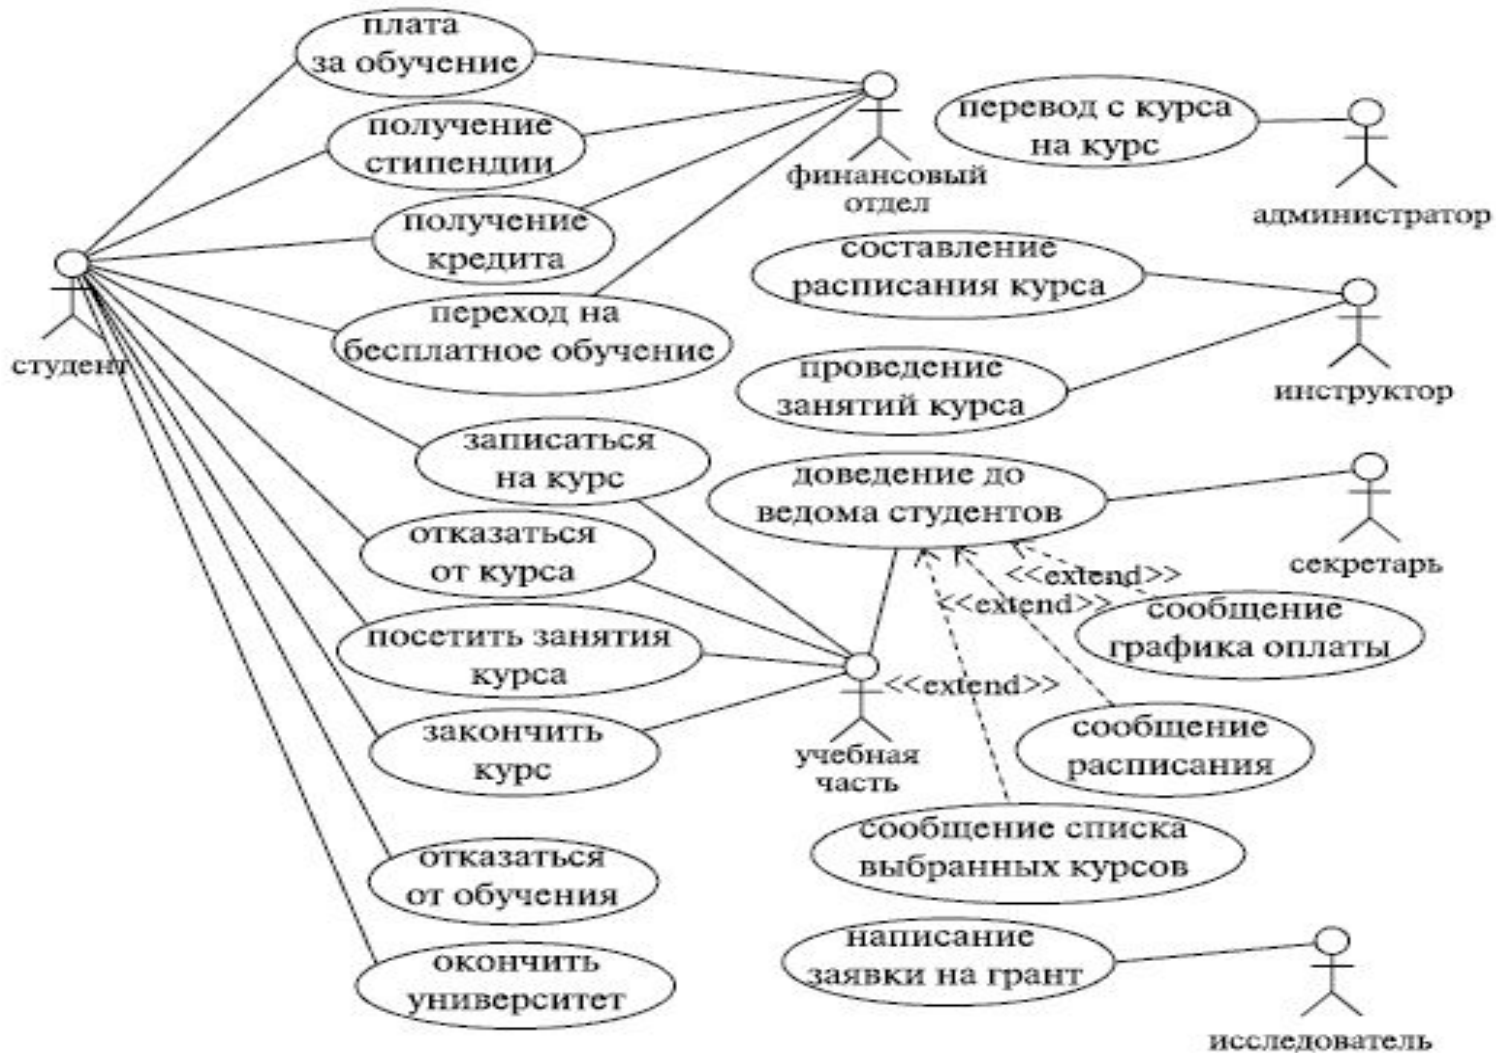 плата
за обучение
получение
стипендии
получение
кредита
переход на
бесплатное обучение
студент
записаться
на курс
отказаться
от курса
посетить занятия
курса
закончить
курс
отказаться
от обучения
окончить
университет
финансовый
отдел
перевод с курса
на курс
администратор
составление
расписания курса
проведение
занятий курса
инструктор
доведение до
ведома студентов
секретарь
<<extend>>
<<extend>>
<<extend>>
сообщение
графика оплаты
учебная
часть
сообщение
расписания
сообщение списка
выбранных курсов
написание
заявки на грант
исследователь